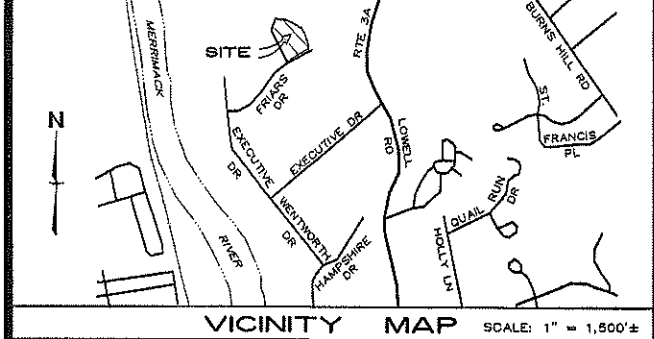 MERRIMACK
RIVER
SITE
N
FRIARS DR
EXECUTIVE DR
EXECUTIVE DR
WENTWORTH DR
HAMPSHIRE DR
RTE 3A
LOWELL RD
HOLLY LN
QUAIL RUN DR
ST. FRANCIS PL
BURNS HILL RD
VICINITY MAP
SCALE: 1" = 1,500'±